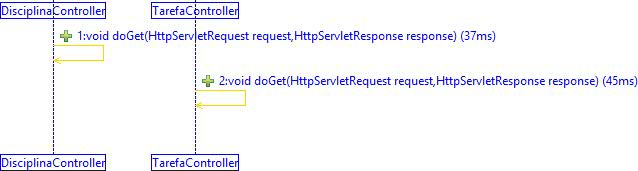 DisciplinaController TarefaController
1:void doGet(HttpServletRequest request,HttpServletResponse response) (37ms)
2:void doGet(HttpServletRequest request,HttpServletResponse response) (45ms)
DisciplinaController TarefaController